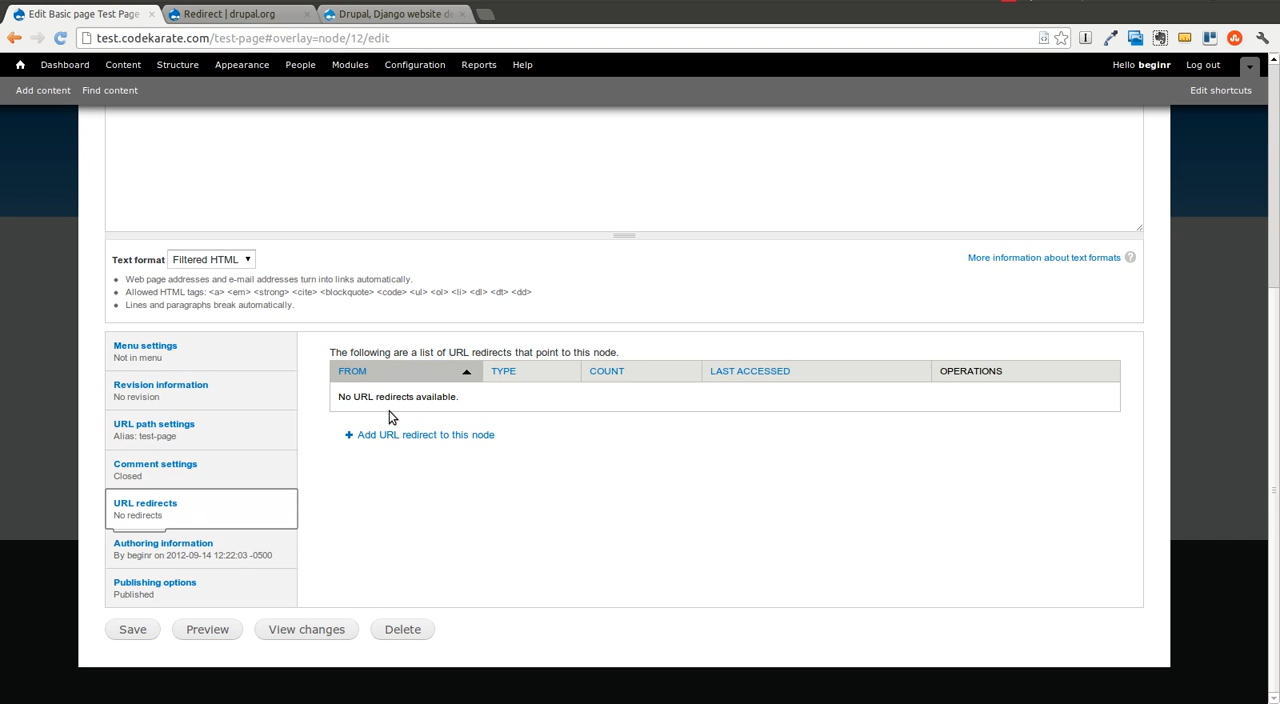 Edit Basic page Test Page
Redirect | drupal.org
Drupal, Django website de
test.codekarate.com/test-page#overlay=node/12/edit
Dashboard Content Structure Appearance People Modules Configuration Reports Help
Hello beginr Log out
Add content Find content
Edit shortcuts
Text format Filtered HTML
More information about text formats ?
Web page addresses and e-mail addresses turn into links automatically.
Allowed HTML tags: <a> <em> <strong> <cite> <blockquote> <code> <ul> <ol> <li> <dl> <dt> <dd>
Lines and paragraphs break automatically.
Menu settings
Not in menu
Revision information
No revision
URL path settings
Alias: test-page
Comment settings
Closed
URL redirects
No redirects
Authoring information
By beginr on 2012-09-14 12:22:03 -0500
Publishing options
Published
The following are a list of URL redirects that point to this node.
FROM TYPE COUNT LAST ACCESSED OPERATIONS
No URL redirects available.
Add URL redirect to this node
Save Preview View changes Delete